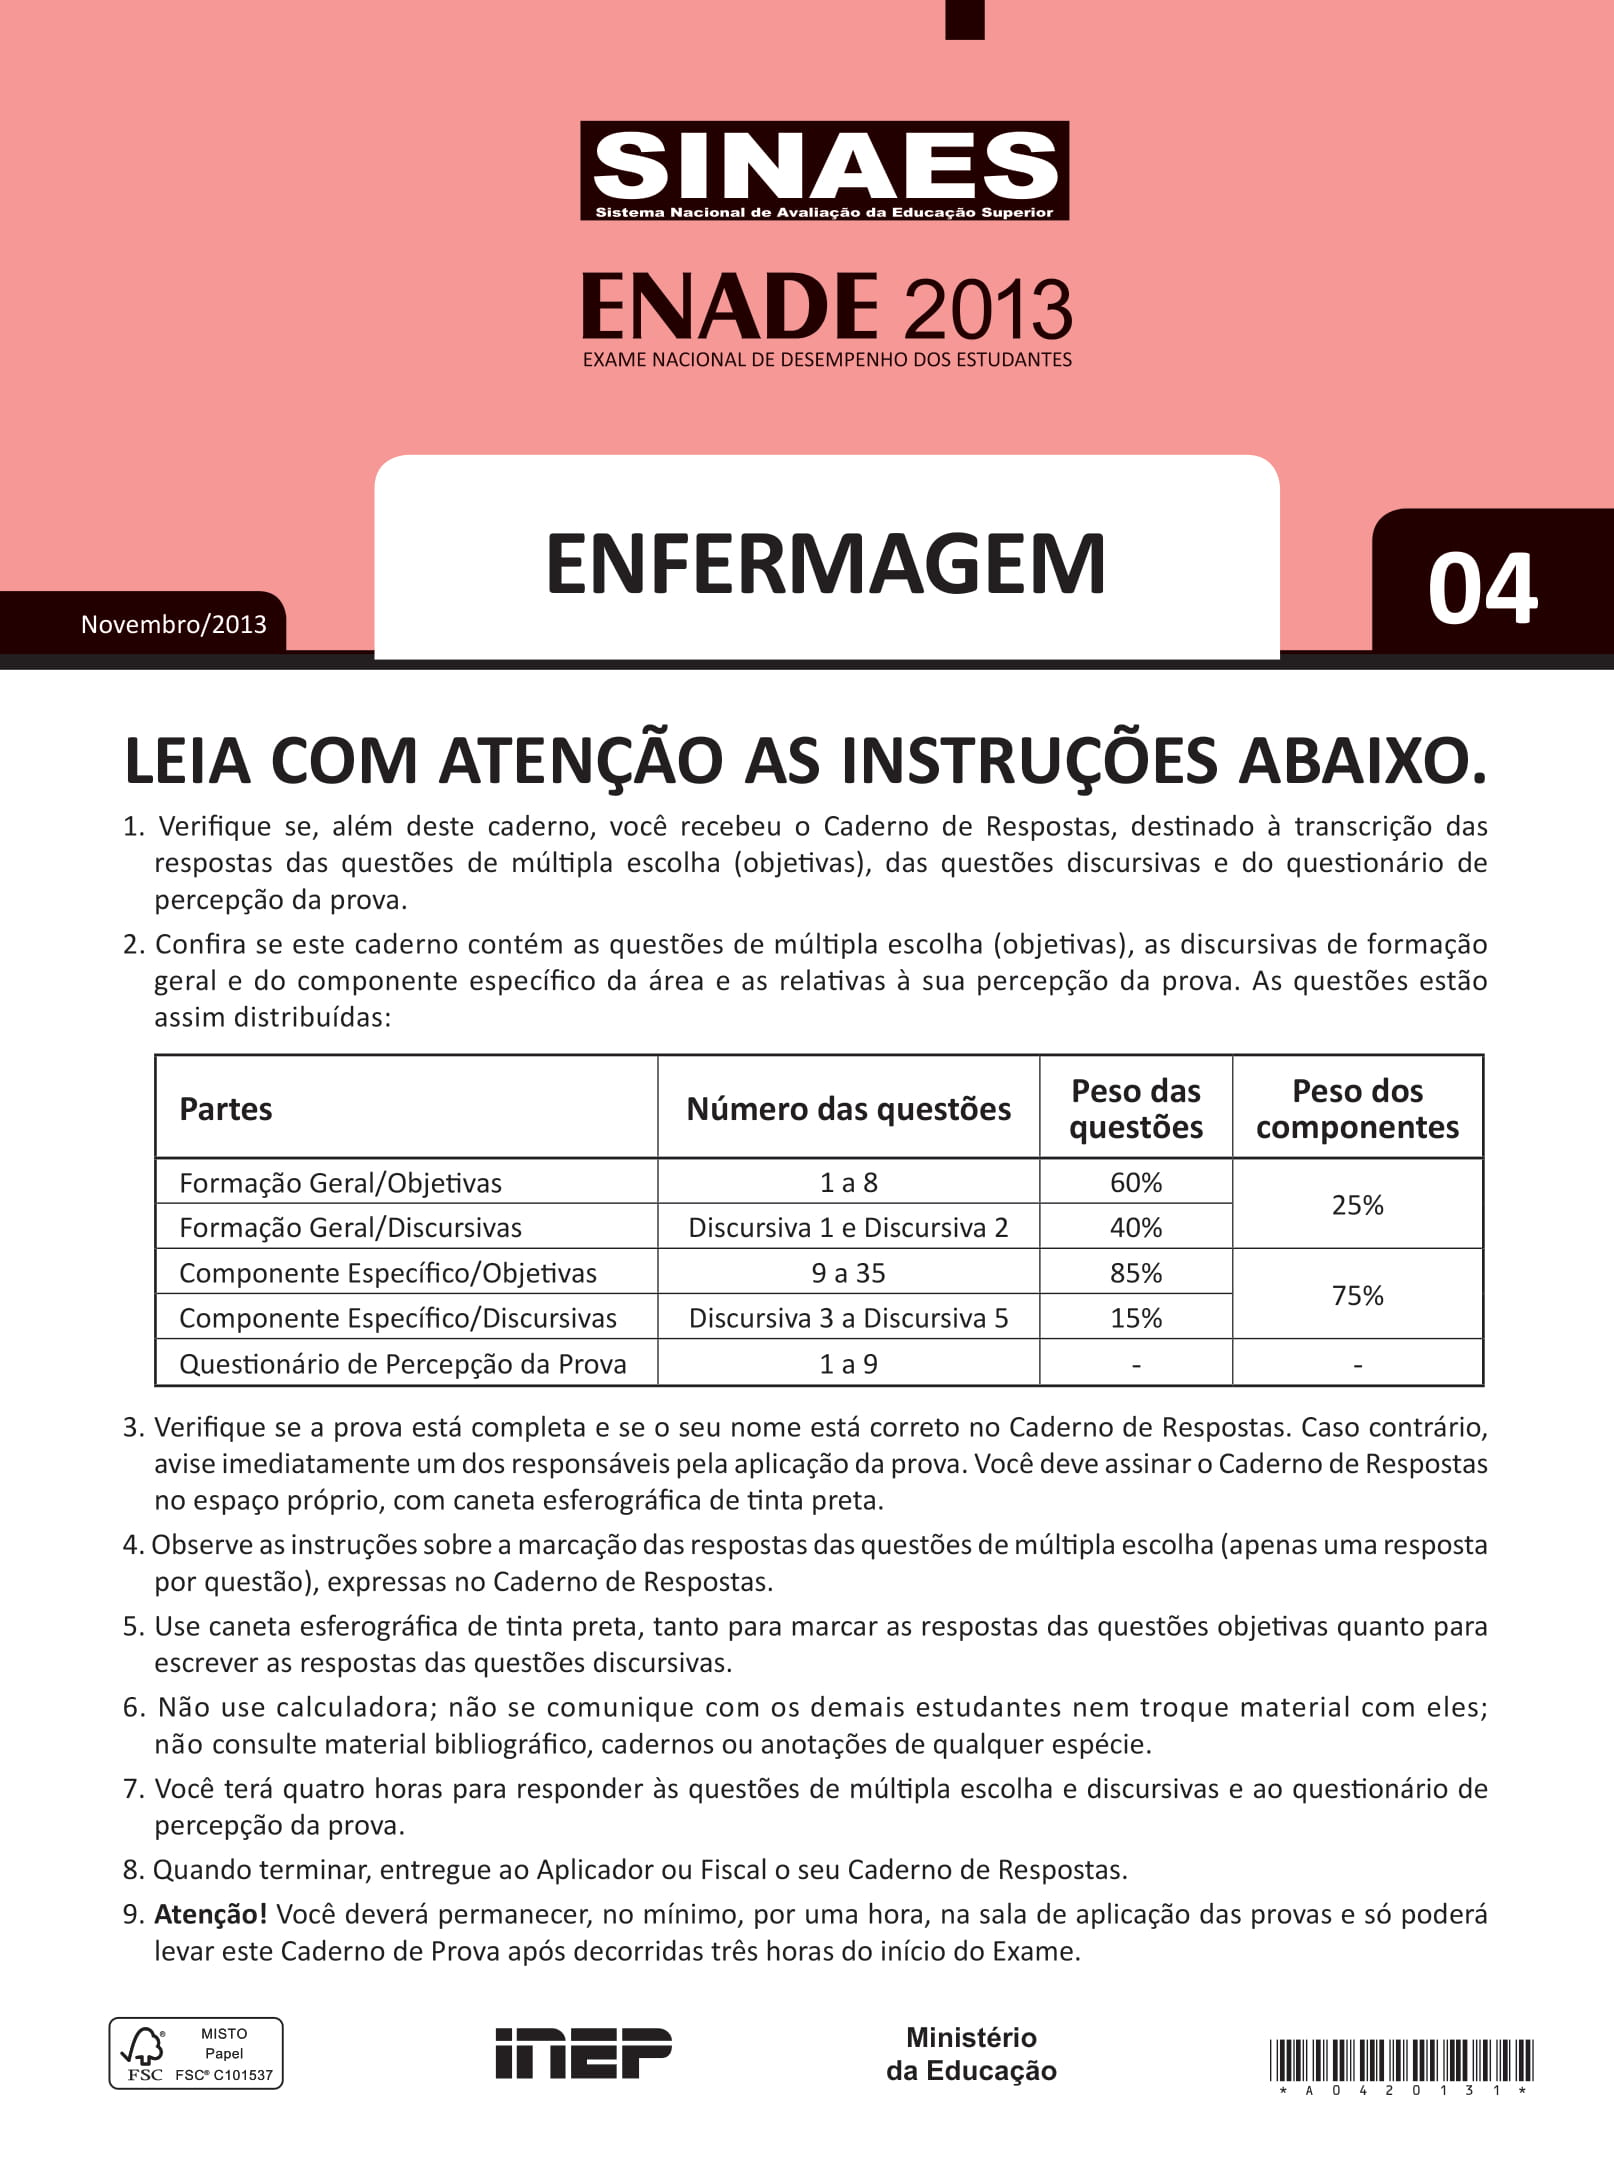 SINAES
Sistema Nacional de Avaliação da Educação Superior
ENADE 2013
EXAME NACIONAL DE DESEMPENHO DOS ESTUDANTES
ENFERMAGEM
04
Novembro/2013
LEIA COM ATENÇÃO AS INSTRUÇÕES ABAIXO.
1. Verifique se, além deste caderno, você recebeu o Caderno de Respostas, destinado à transcrição das
respostas das questões de múltipla escolha (objetivas), das questões discursivas e do questionário de
percepção da prova.
2. Confira se este caderno contém as questões de múltipla escolha (objetivas), as discursivas de formação
geral e do componente específico da área e as relativas à sua percepção da prova. As questões estão
assim distribuídas:
Partes Número das questões Peso das questões Peso dos componentes
Formação Geral/Objetivas 1 a 8 60% 25%
Formação Geral/Discursivas Discursiva 1 e Discursiva 2 40%
Componente Específico/Objetivas 9 a 35 85% 75%
Componente Específico/Discursivas Discursiva 3 a Discursiva 5 15%
Questionário de Percepção da Prova 1 a 9 - -
3. Verifique se a prova está completa e se o seu nome está correto no Caderno de Respostas. Caso contrário,
avise imediatamente um dos responsáveis pela aplicação da prova. Você deve assinar o Caderno de Respostas
no espaço próprio, com caneta esferográfica de tinta preta.
4. Observe as instruções sobre a marcação das respostas das questões de múltipla escolha (apenas uma resposta
por questão), expressas no Caderno de Respostas.
5. Use caneta esferográfica de tinta preta, tanto para marcar as respostas das questões objetivas quanto para
escrever as respostas das questões discursivas.
6. Não use calculadora; não se comunique com os demais estudantes nem troque material com eles;
não consulte material bibliográfico, cadernos ou anotações de qualquer espécie.
7. Você terá quatro horas para responder às questões de múltipla escolha e discursivas e ao questionário de
percepção da prova.
8. Quando terminar, entregue ao Aplicador ou Fiscal o seu Caderno de Respostas.
9. Atenção! Você deverá permanecer, no mínimo, por uma hora, na sala de aplicação das provas e só poderá
levar este Caderno de Prova após decorridas três horas do início do Exame.
FSC®
MISTO
Papel
FSC® C101537
INEP
Ministério
da Educação
*A0420131*